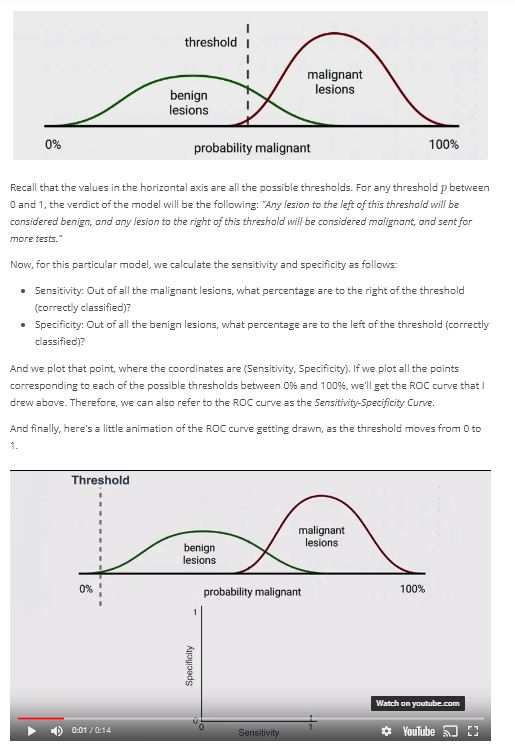 threshold
malignant
lesions
benign
lesions
0%
probability malignant
100%
Recall that the values in the horizontal axis are all the possible thresholds. For any threshold p between
0 and 1, the verdict of the model will be the following: "Any lesion to the left of this threshold will be
considered benign, and any lesion to the right of this threshold will be considered malignant, and sent for
more tests."
Now, for this particular model, we calculate the sensitivity and specificity as follows:
• Sensitivity: Out of all the malignant lesions, what percentage are to the right of the threshold
(correctly classified)?
• Specificity: Out of all the benign lesions, what percentage are to the left of the threshold (correctly
classified)?
And we plot that point, where the coordinates are (Sensitivity, Specificity). If we plot all the points
corresponding to each of the possible thresholds between 0% and 100%, we'll get the ROC curve that I
drew above. Therefore, we can also refer to the ROC curve as the Sensitivity-Specificity Curve.
And finally, here's a little animation of the ROC curve getting drawn, as the threshold moves from 0 to
1.
Threshold
malignant
lesions
benign
lesions
0%
probability malignant
100%
1
Specificity
0
0
Sensitivity
1
Watch on youtube.com
0:01 / 0:14
YouTube